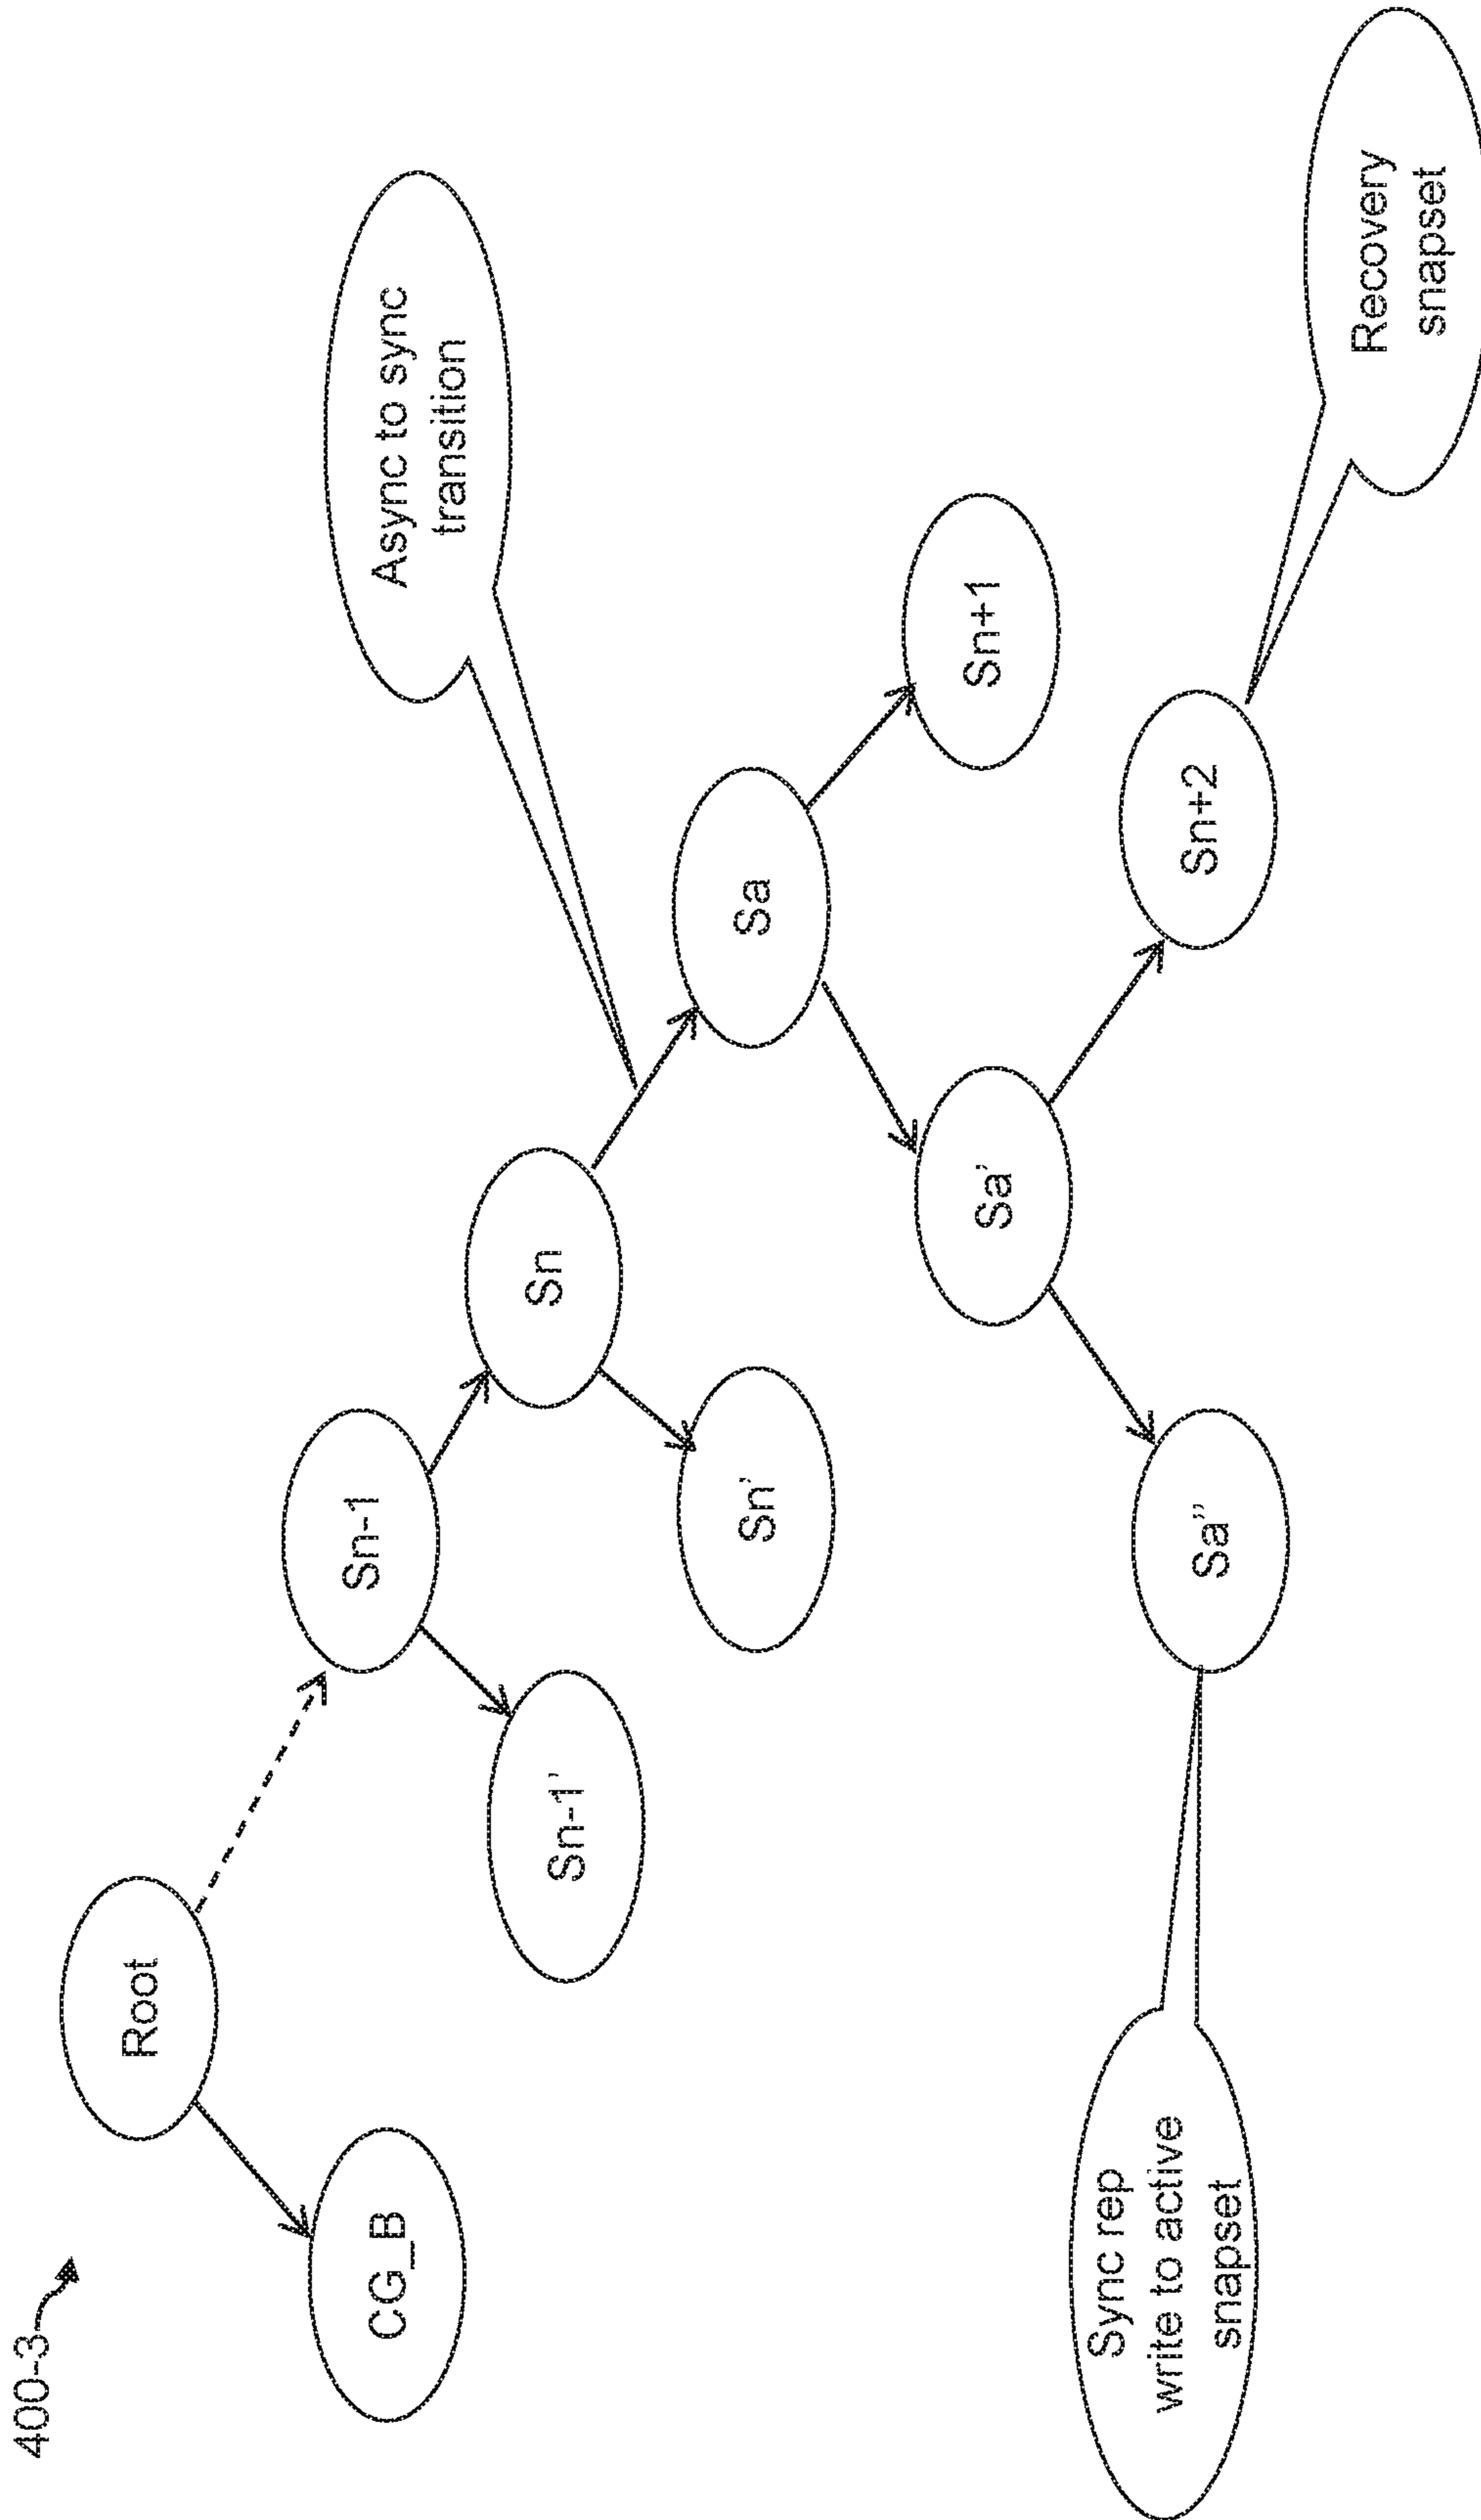 400-3
Root
CG_B
Sn-1
Async to sync
transition
Sn-1'
Sn
Sn'
Sa
Sa'
Sn+1
Sync rep
write to active
snapset
Sa''
Sn+2
Recovery
snapset